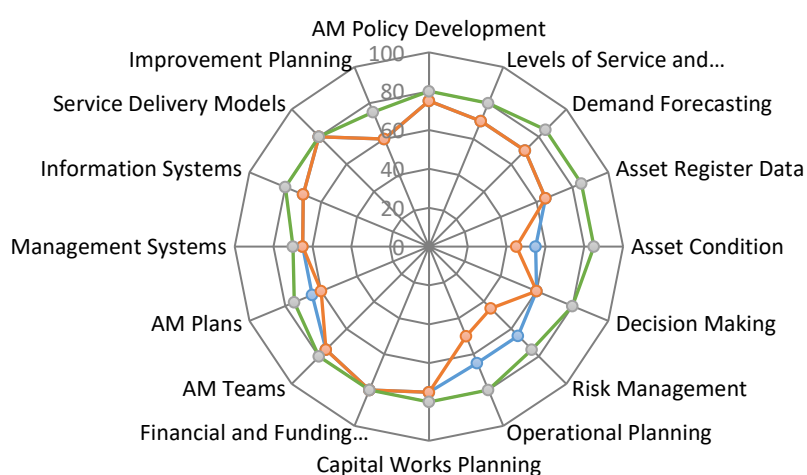 AM Policy Development
100
Improvement Planning
Levels of Service and...
80
Service Delivery Models
Demand Forecasting
60
40
Information Systems
Asset Register Data
20
Management Systems
0
Asset Condition
AM Plans
Decision Making
AM Teams
Risk Management
Financial and Funding...
Operational Planning
Capital Works Planning